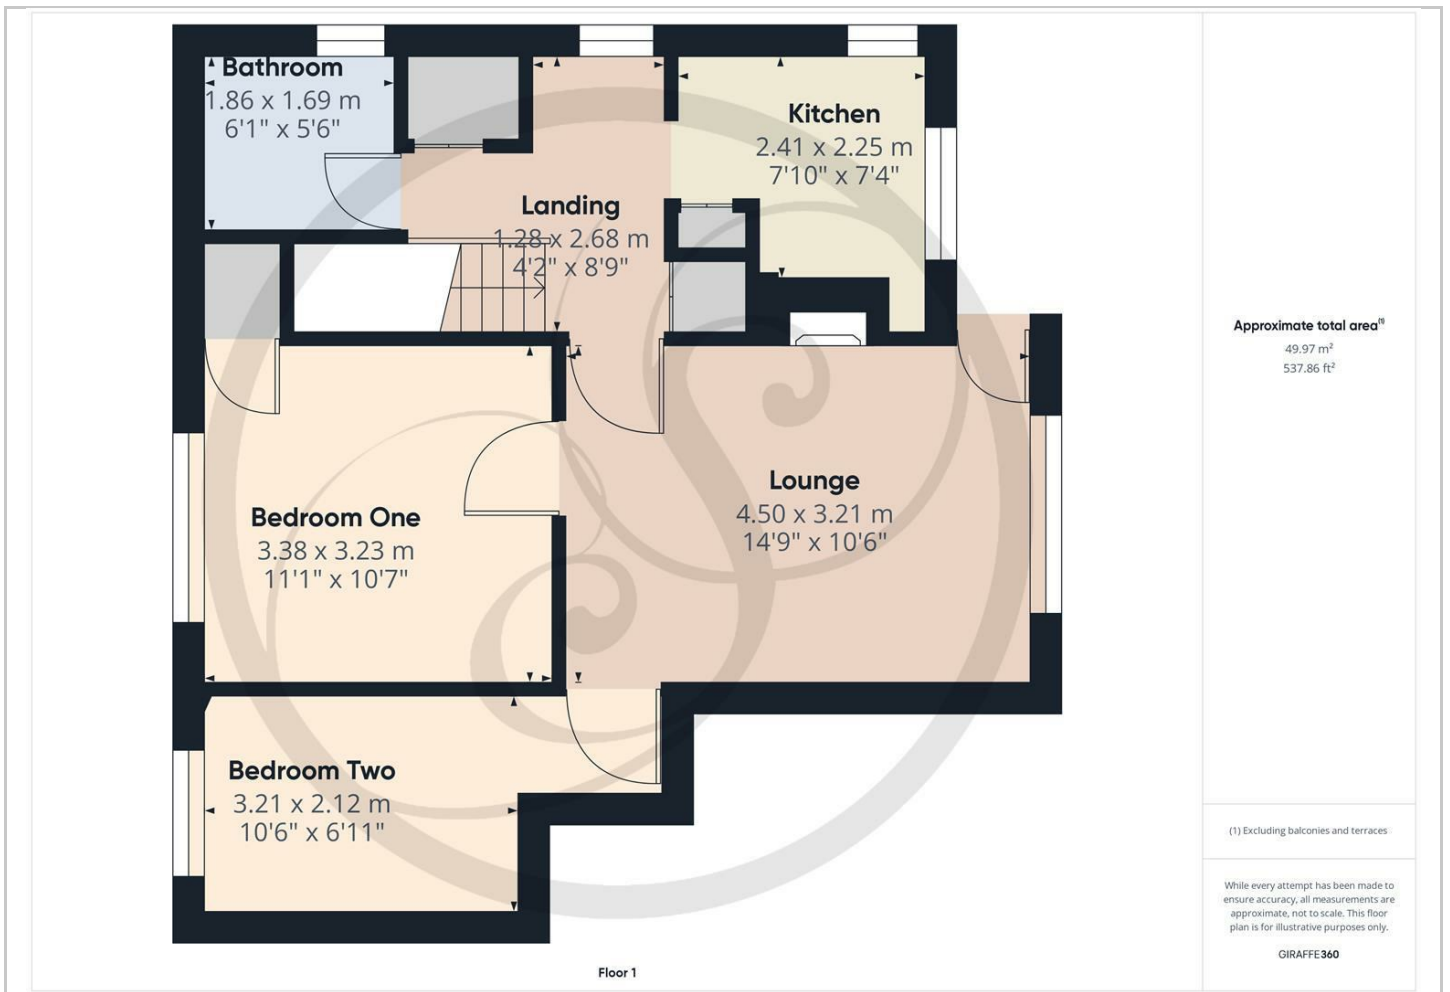 Bathroom
1.86 x 1.69 m
6'1" x 5'6"
Kitchen
2.41 x 2.25 m
7'10" x 7'4"
Landing
1.28 x 2.68 m
4'2" x 8'9"
Lounge
4.50 x 3.21 m
14'9" x 10'6"
Bedroom One
3.38 x 3.23 m
11'1" x 10'7"
Bedroom Two
3.21 x 2.12 m
10'6" x 6'11"
Floor 1
Approximate total area(1)
49.97 m²
537.86 ft²
(1) Excluding balconies and terraces
While every attempt has been made to
ensure accuracy, all measurements are
approximate, not to scale. This floor
plan is for illustrative purposes only.
GIRAFFE360